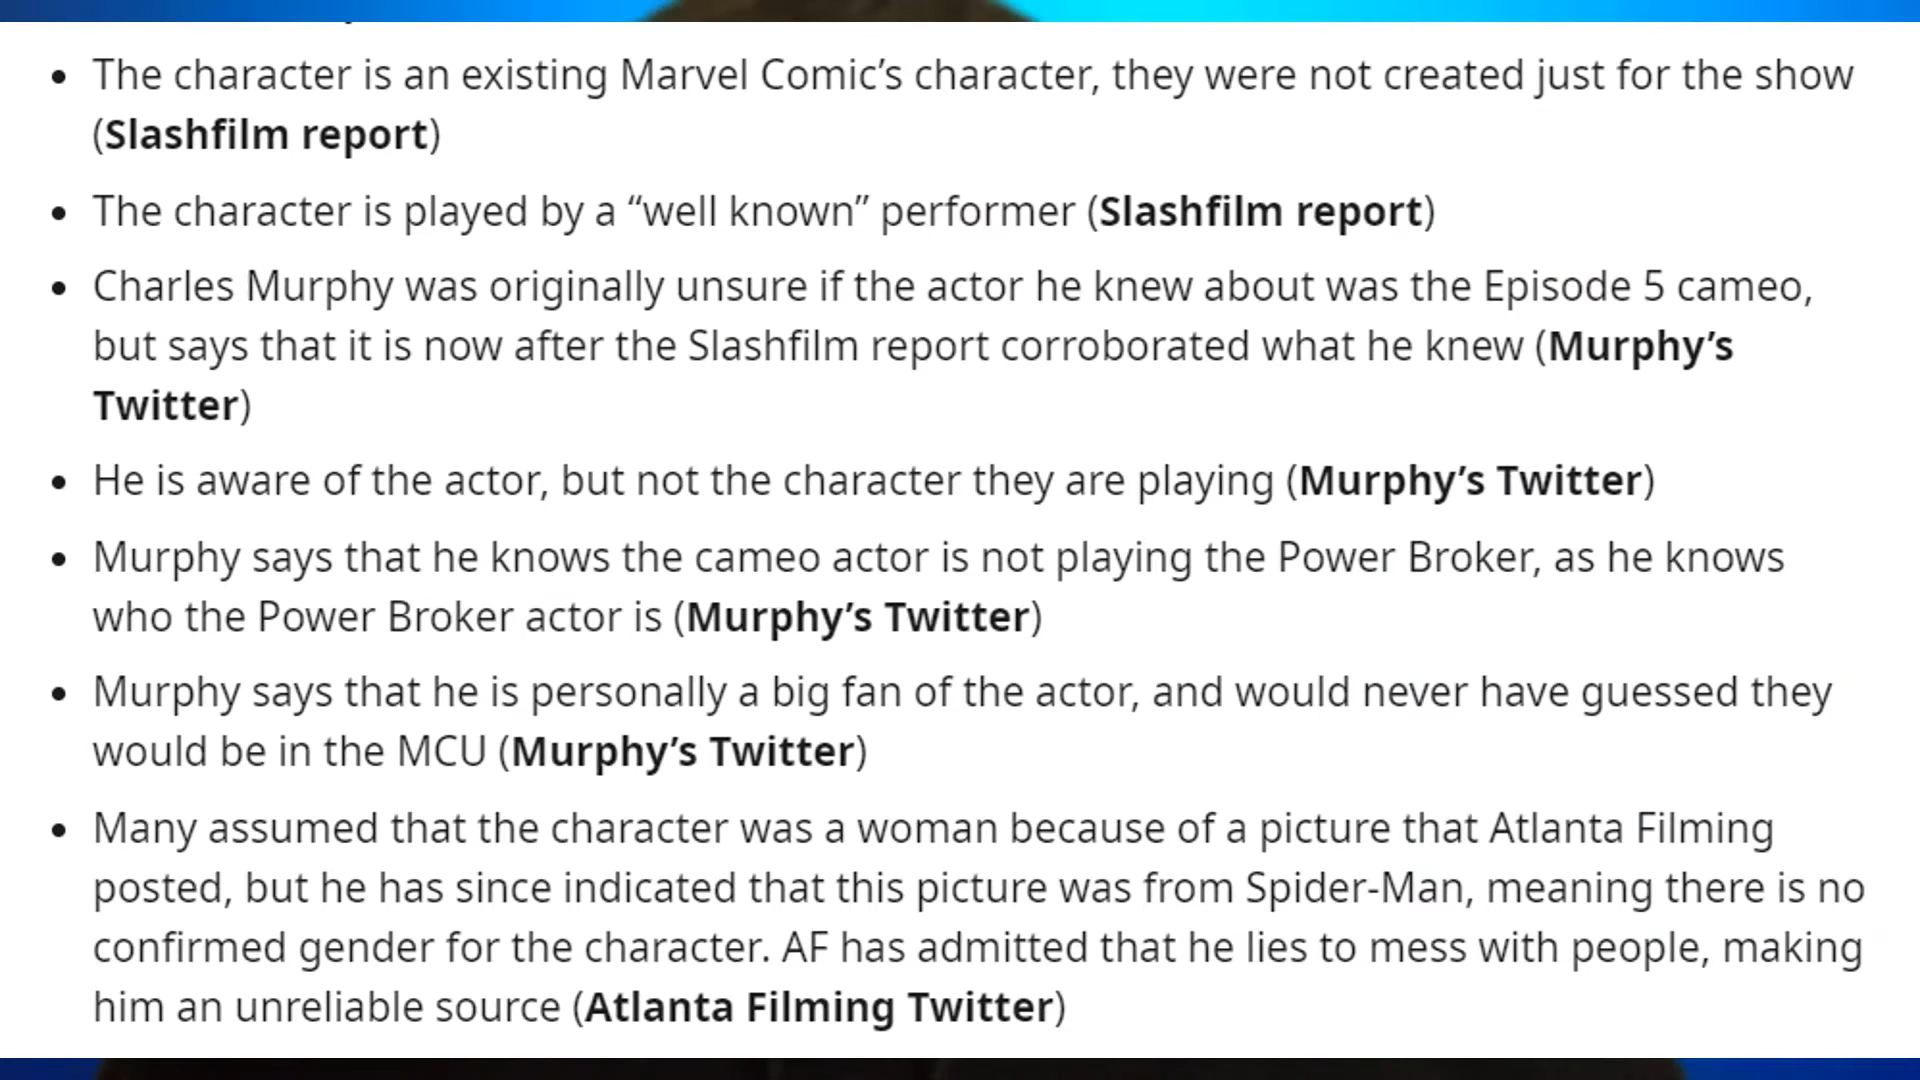 • The character is an existing Marvel Comic’s character, they were not created just for the show
(Slashfilm report)
• The character is played by a “well known” performer (Slashfilm report)
• Charles Murphy was originally unsure if the actor he knew about was the Episode 5 cameo,
but says that it is now after the Slashfilm report corroborated what he knew (Murphy’s
Twitter)
• He is aware of the actor, but not the character they are playing (Murphy’s Twitter)
• Murphy says that he knows the cameo actor is not playing the Power Broker, as he knows
who the Power Broker actor is (Murphy’s Twitter)
• Murphy says that he is personally a big fan of the actor, and would never have guessed they
would be in the MCU (Murphy’s Twitter)
• Many assumed that the character was a woman because of a picture that Atlanta Filming
posted, but he has since indicated that this picture was from Spider-Man, meaning there is no
confirmed gender for the character. AF has admitted that he lies to mess with people, making
him an unreliable source (Atlanta Filming Twitter)